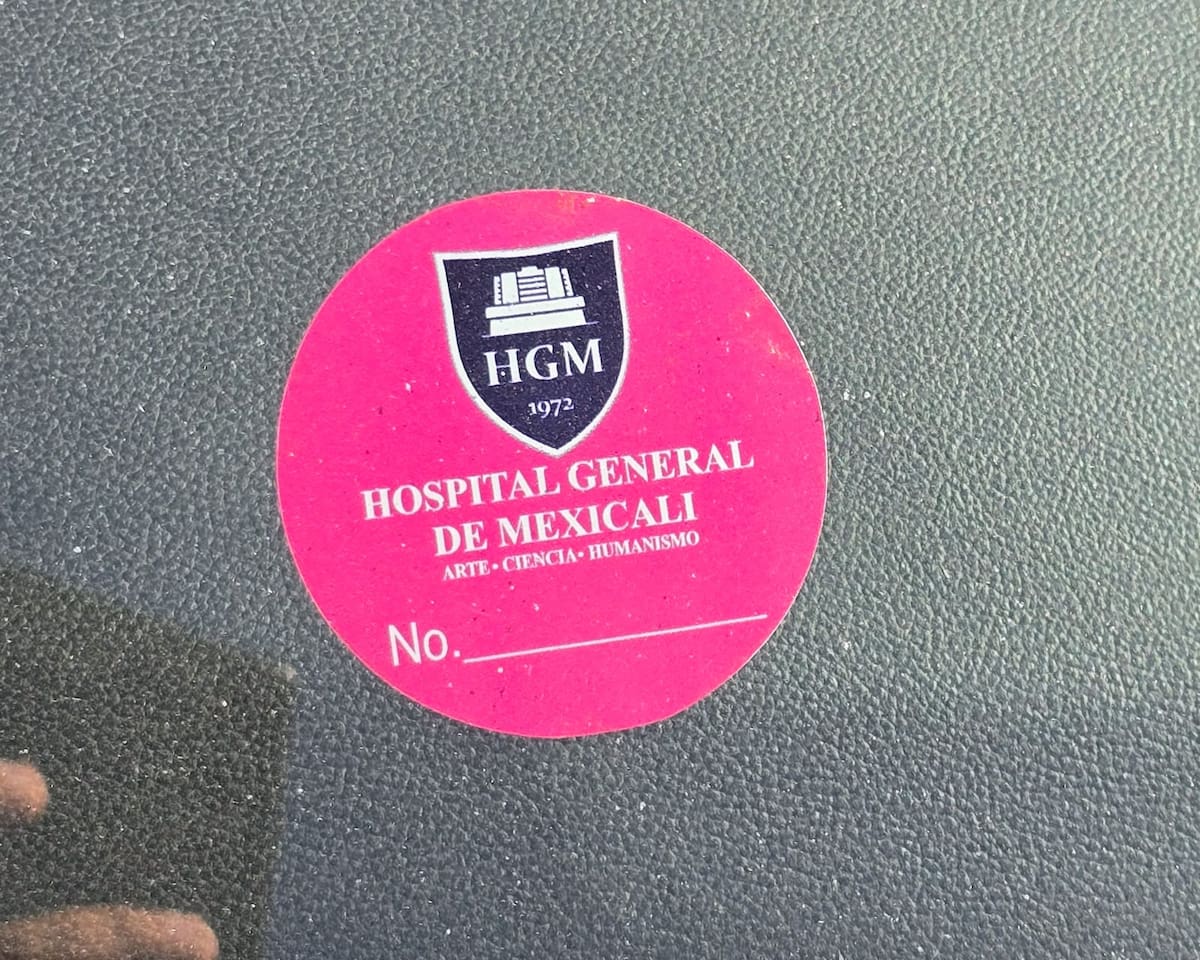 HGM
1972
HOSPITAL GENERAL
DE MEXICALI
ARTE • CIENCIA • HUMANISMO
No.